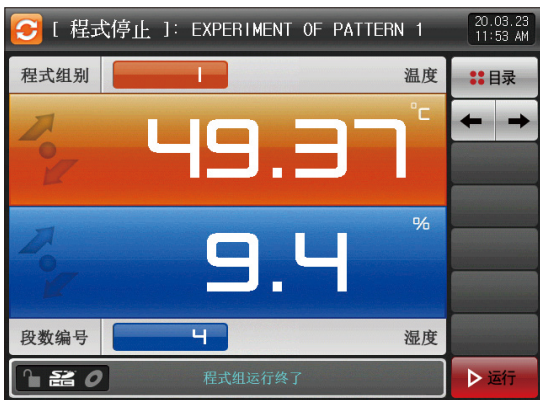 [ 程式停止 ]: EXPERIMENT OF PATTERN 1
20.03.23
11:53 AM
程式组别 1 温度
目录
°C
49.37
%
9.4
段数编号 4 湿度
SD HC
程式组运行终了
运行